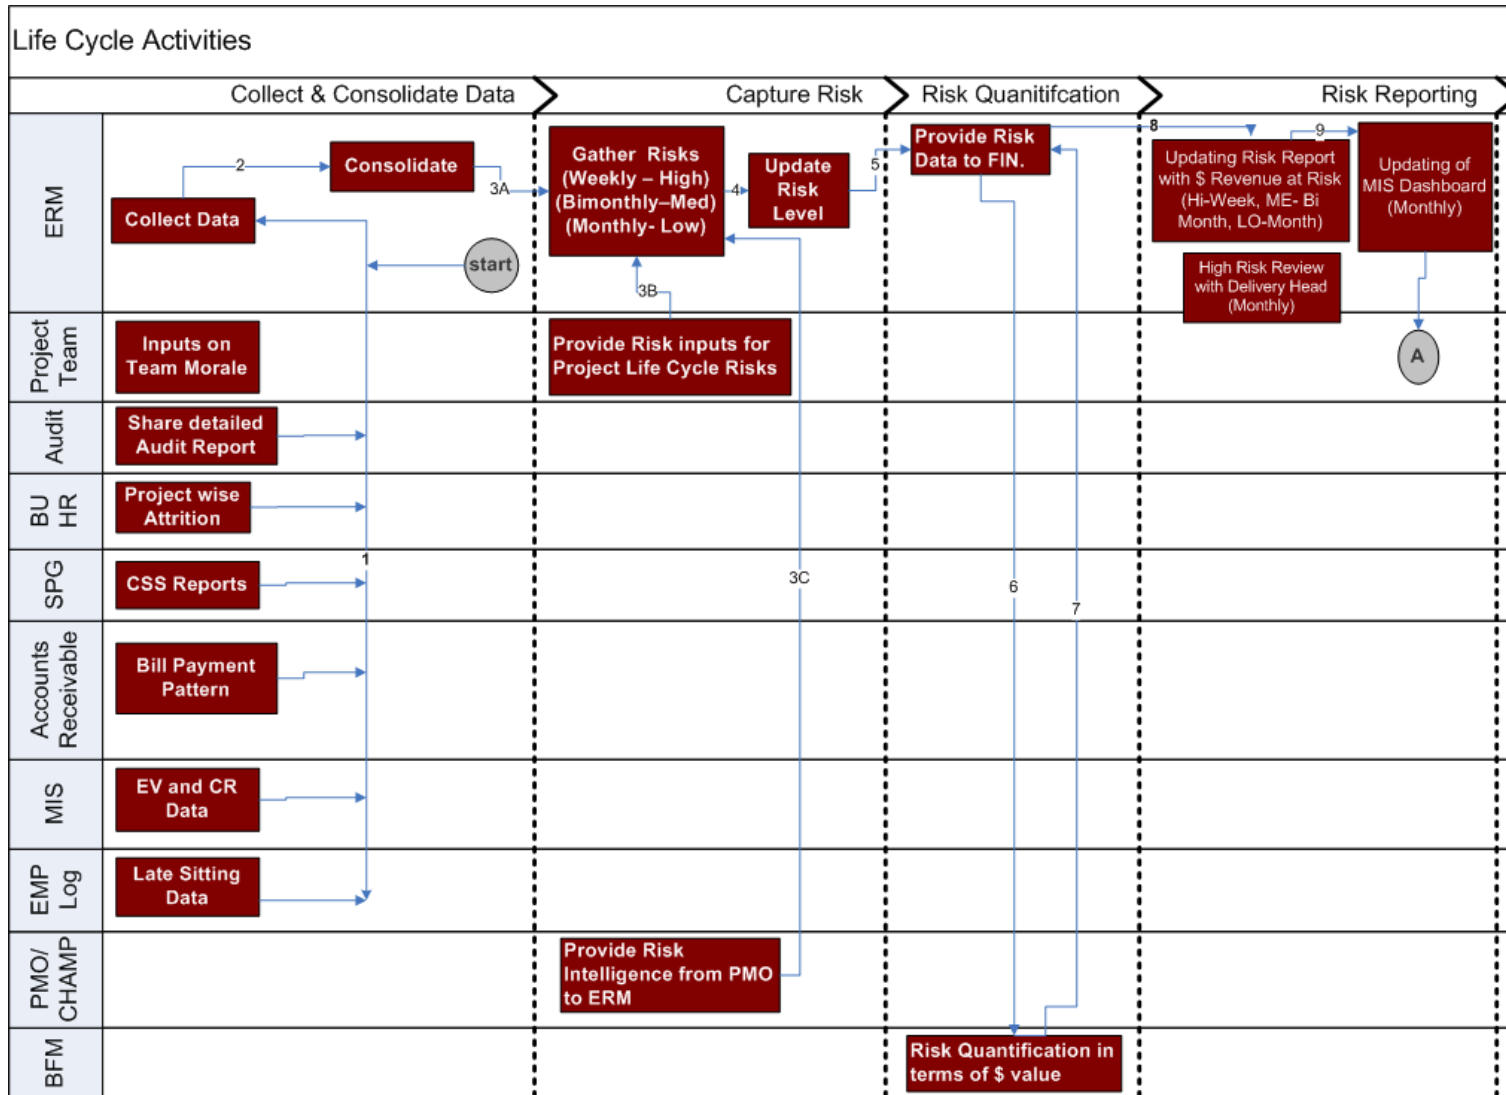 Life Cycle Activities
Collect & Consolidate Data
Capture Risk
Risk Quanitifcation
Risk Reporting
ERM
Collect Data
2
Consolidate
3A
start
Gather Risks
(Weekly – High)
(Bimonthly–Med)
(Monthly- Low)
4
Update
Risk
Level
5
3B
Provide Risk
Data to FIN.
8
Updating Risk Report
with $ Revenue at Risk
(Hi-Week, ME- Bi
Month, LO-Month)
9
Updating of
MIS Dashboard
(Monthly)
High Risk Review
with Delivery Head
(Monthly)
Project
Team
Inputs on
Team Morale
Provide Risk inputs for
Project Life Cycle Risks
A
Audit
Share detailed
Audit Report
BU
HR
Project wise
Attrition
1
SPG
CSS Reports
3C
6
7
Accounts
Receivable
Bill Payment
Pattern
MIS
EV and CR
Data
EMP
Log
Late Sitting
Data
PMO/
CHAMP
Provide Risk
Intelligence from PMO
to ERM
BFM
Risk Quantification in
terms of $ value